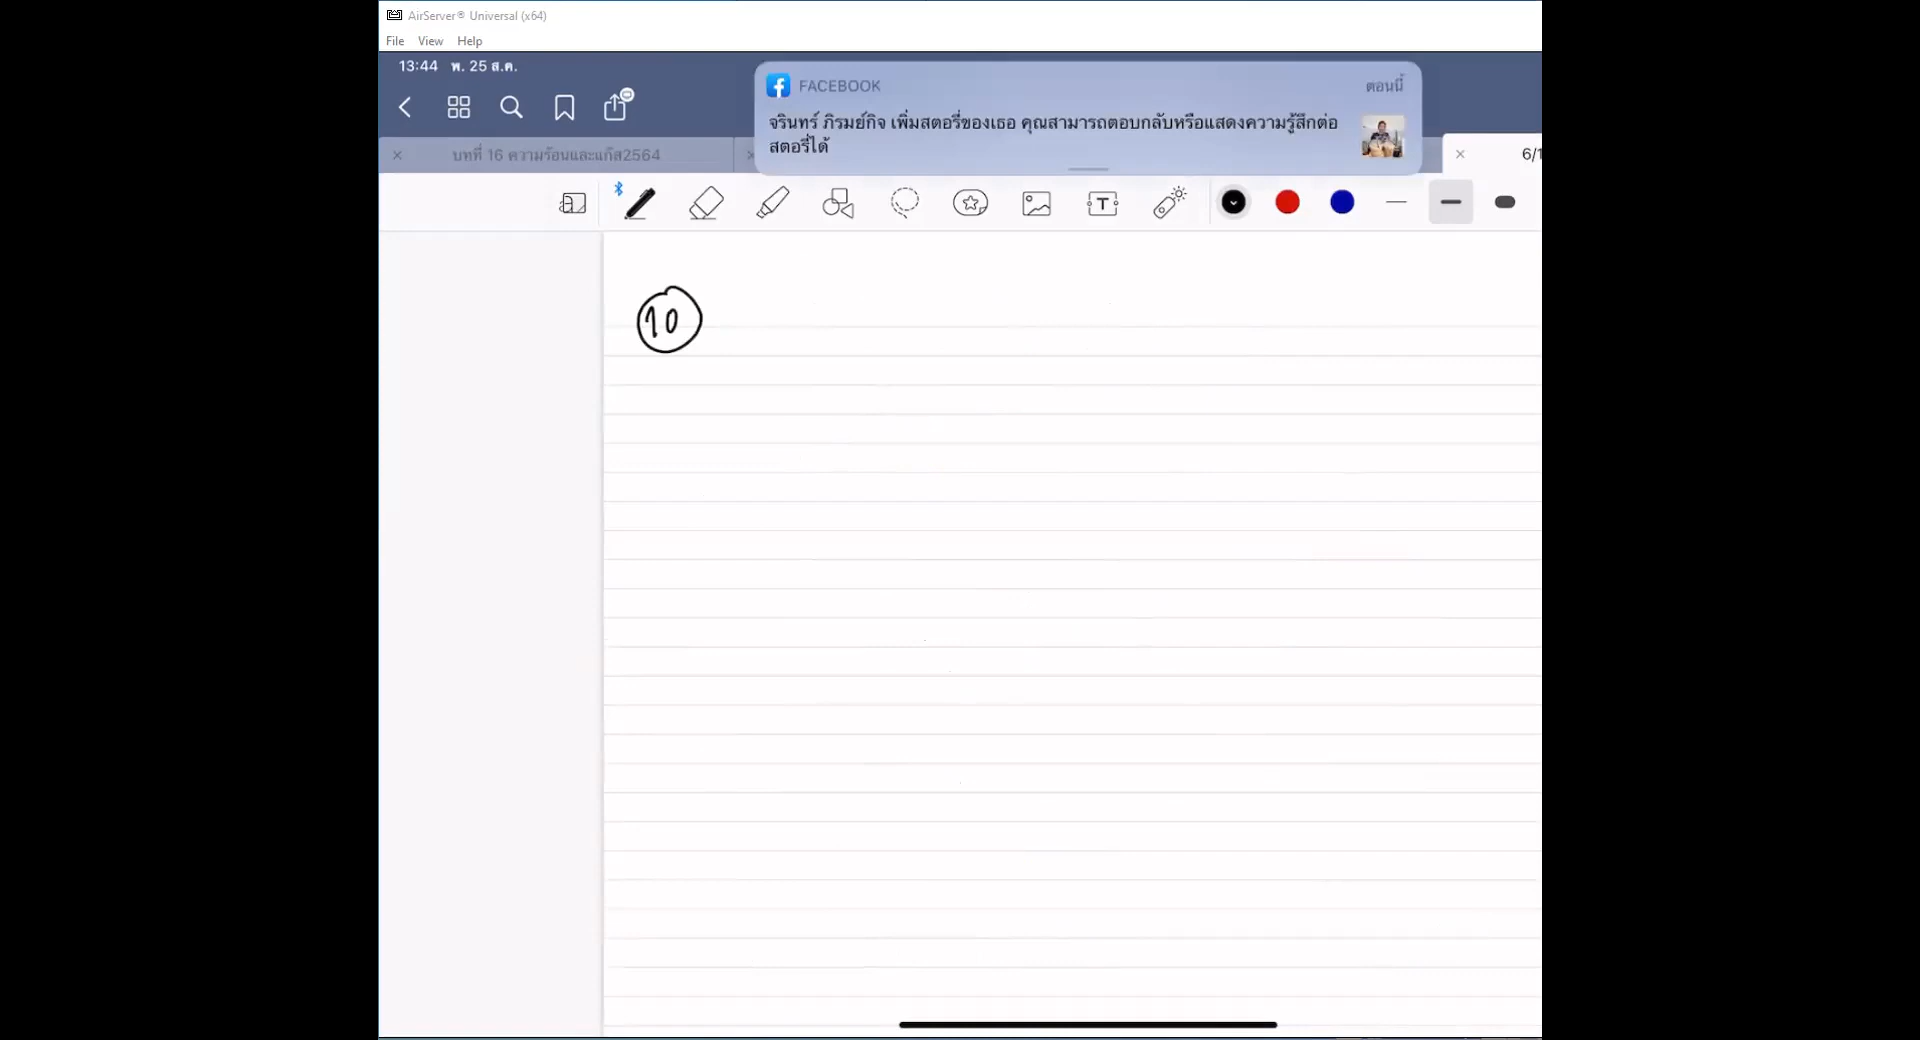 AirServer® Universal (x64)
File View Help
13:44 พ. 25 ส.ค.
FACEBOOK
ตอนนี้
จรินทร์ ภิรมย์กิจ เพิ่มสตอรี่ของเธอ คุณสามารถตอบกลับหรือแสดงความรู้สึกต่อ
สตอรี่ได้
บทที่ 16 ความร้อนและแก๊ส2564
6/1
T
10